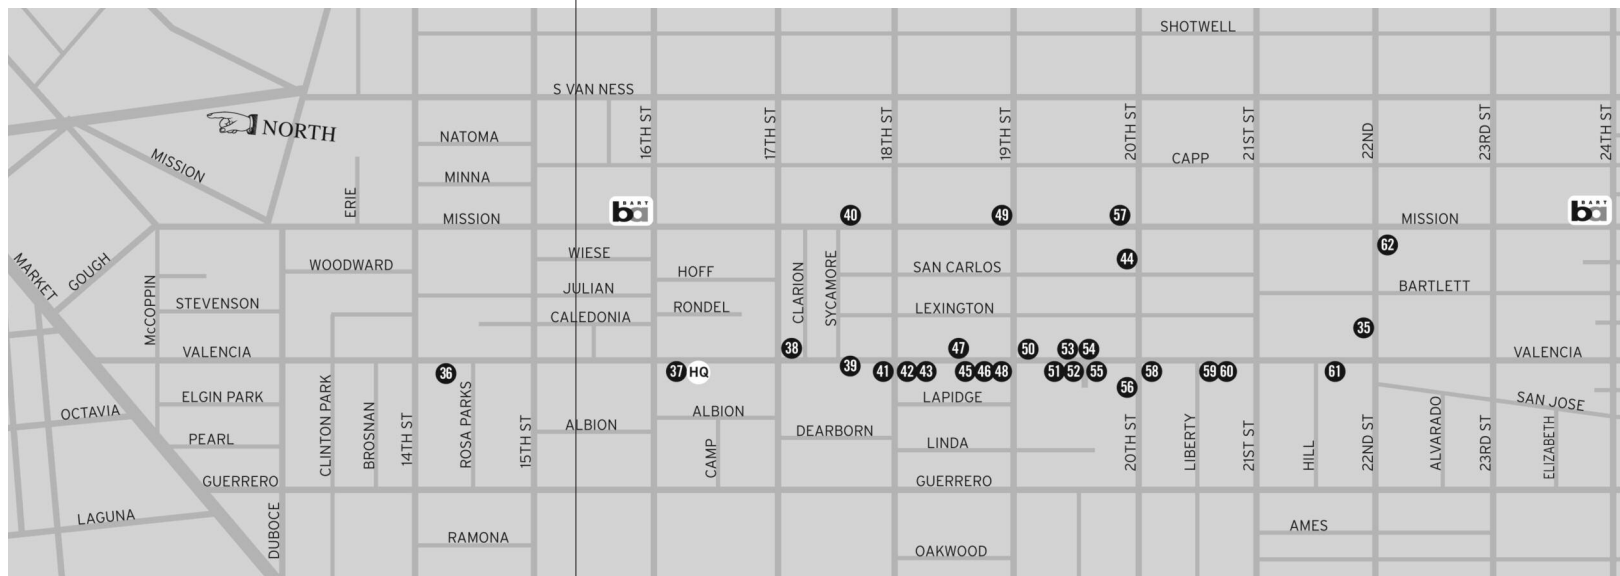 SHOTWELL
S VAN NESS
NORTH
NATOMA
16TH ST
17TH ST
18TH ST
19TH ST
20TH ST
21ST ST
22ND
23RD ST
24TH ST
MISSION
CAPP
MINNA
ERIE
MISSION
BART
ba
40
49
57
MISSION
BART
ba
62
WIESE
44
WOODWARD
HOFF
SAN CARLOS
MARKET
GOUGH
McCOPPIN
JULIAN
CLARION
SYCAMORE
BARTLETT
STEVENSON
RONDEL
LEXINGTON
CALEDONIA
35
VALENCIA
38
47
50
53
54
VALENCIA
36
37
HQ
39
41
42
43
45
46
48
51
52
55
56
58
59
60
61
ELGIN PARK
LAPIDGE
SAN JOSE
OCTAVIA
CLINTON PARK
BROSNAN
14TH ST
ROSA PARKS
15TH ST
ALBION
ALBION
CAMP
DEARBORN
LINDA
20TH ST
LIBERTY
21ST ST
HILL
22ND ST
ALVARADO
23RD ST
ELIZABETH
PEARL
GUERRERO
GUERRERO
LAGUNA
DUBOCE
RAMONA
OAKWOOD
AMES